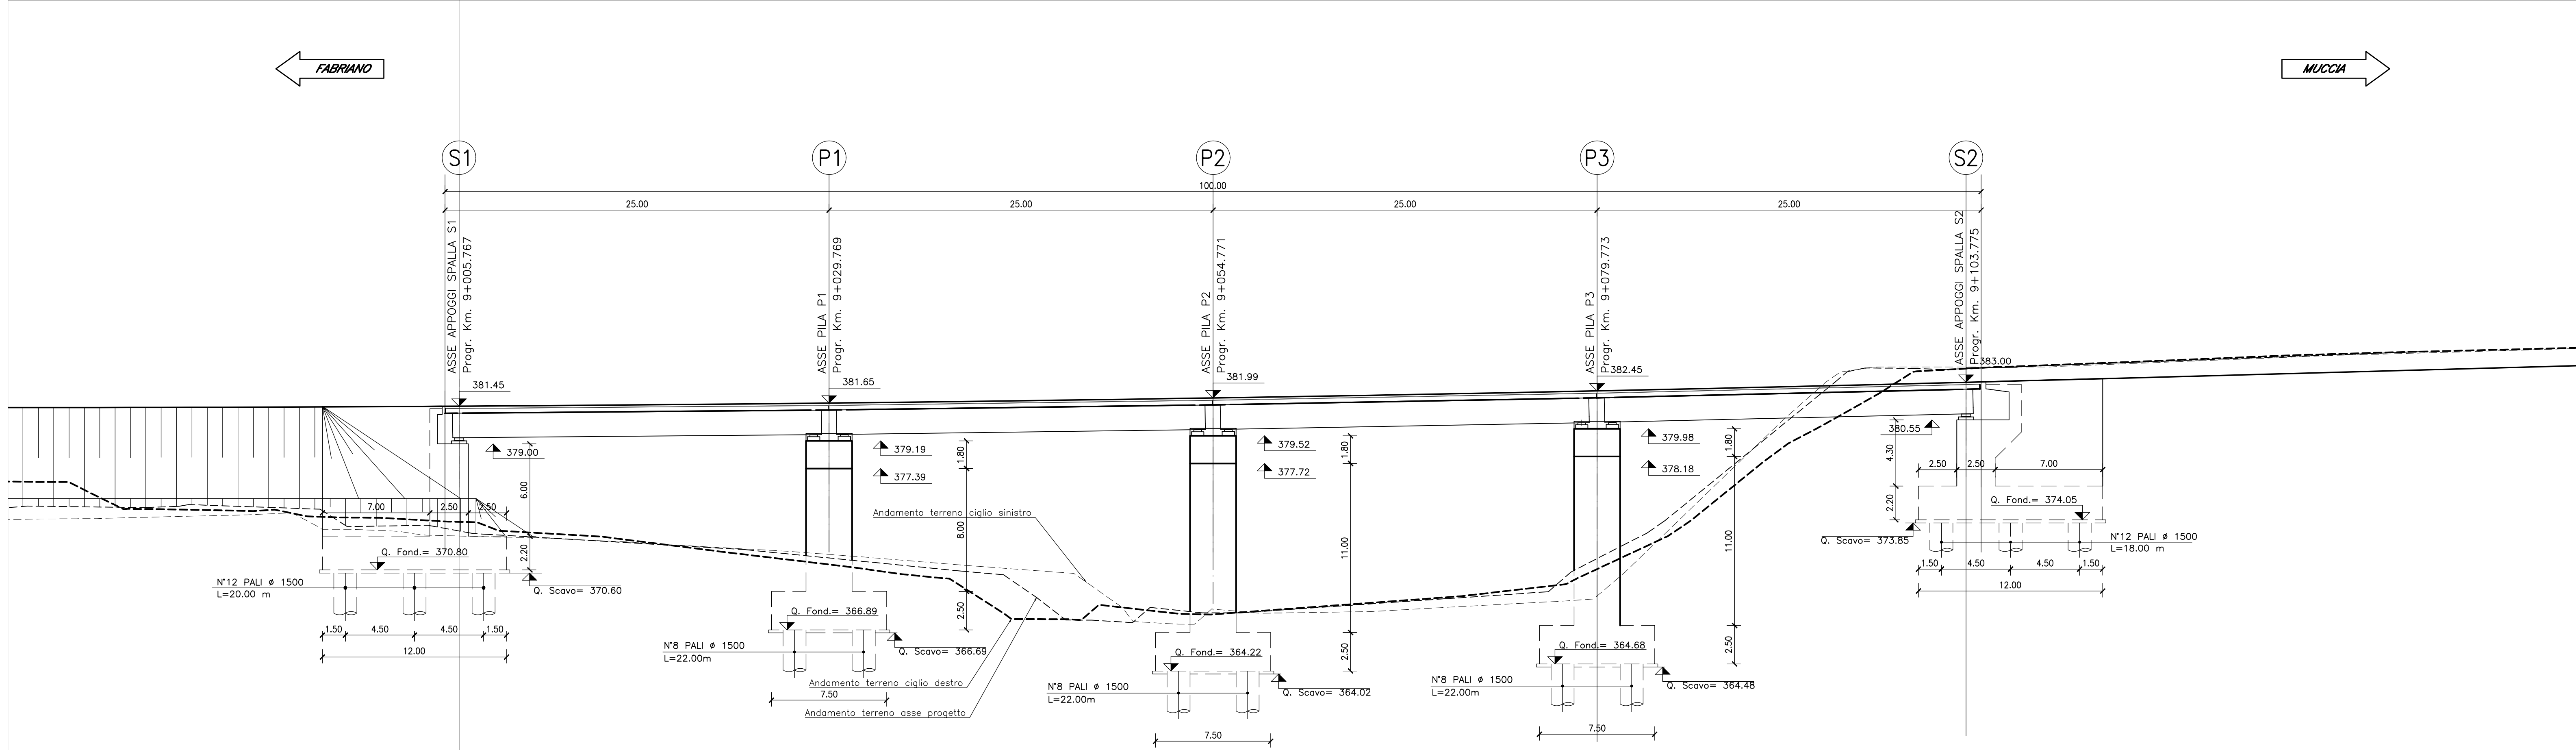 FABRIANO
MUCCIA
S1
P1
P2
P3
S2
100.00
25.00
25.00
25.00
25.00
ASSE APPOGGI SPALLA S1
Progr. Km. 9+005.767
ASSE PILA P1
Progr. Km. 9+029.769
ASSE PILA P2
Progr. Km. 9+054.771
ASSE PILA P3
Progr. Km. 9+079.773
ASSE APPOGGI SPALLA S2
Progr. Km. 9+103.775
381.45
381.65
381.99
382.45
383.00
379.00
6.00
7.00
2.50
2.50
2.20
Q. Fond.= 370.80
Q. Scavo= 370.60
N°12 PALI ø 1500
L=20.00 m
1.50
4.50
4.50
1.50
12.00
379.19
377.39
1.80
8.00
2.50
Q. Fond.= 366.89
Q. Scavo= 366.69
N°8 PALI ø 1500
L=22.00m
7.50
Andamento terreno ciglio sinistro
Andamento terreno ciglio destro
Andamento terreno asse progetto
379.52
377.72
1.80
11.00
2.50
Q. Fond.= 364.22
Q. Scavo= 364.02
N°8 PALI ø 1500
L=22.00m
7.50
379.98
378.18
1.80
11.00
2.50
Q. Fond.= 364.68
Q. Scavo= 364.48
N°8 PALI ø 1500
L=22.00m
7.50
380.55
4.30
2.50
2.50
7.00
2.20
Q. Fond.= 374.05
Q. Scavo= 373.85
N°12 PALI ø 1500
L=18.00 m
1.50
4.50
4.50
1.50
12.00